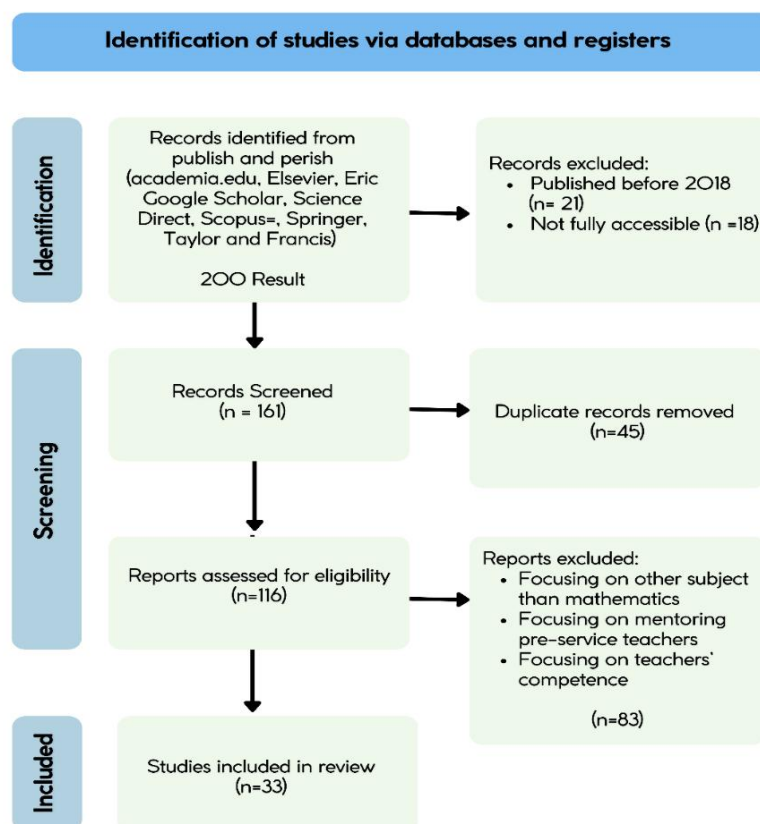 Identification of studies via databases and registers
Identification
Records identified from
publish and perish
(academia.edu, Elsevier, Eric
Google Scholar, Science
Direct, Scopus=, Springer,
Taylor and Francis)
200 Result
Records excluded:
• Published before 2018
(n= 21)
• Not fully accessible (n =18)
Screening
Records Screened
(n = 161)
Duplicate records removed
(n=45)
Reports assessed for eligibility
(n=116)
Reports excluded:
• Focusing on other subject
than mathematics
• Focusing on mentoring
pre-service teachers
• Focusing on teachers'
competence
(n=83)
Included
Studies included in review
(n=33)